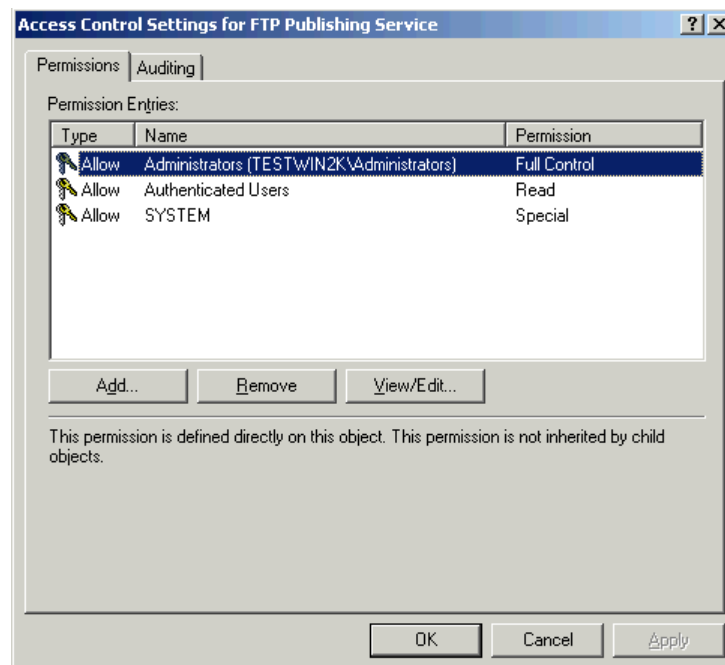 Access Control Settings for FTP Publishing Service
Permissions Auditing
Permission Entries:
Type Name Permission
Allow Administrators (TESTWIN2K\Administrators) Full Control
Allow Authenticated Users Read
Allow SYSTEM Special
Add... Remove View/Edit...
This permission is defined directly on this object. This permission is not inherited by child
objects.
OK Cancel Apply